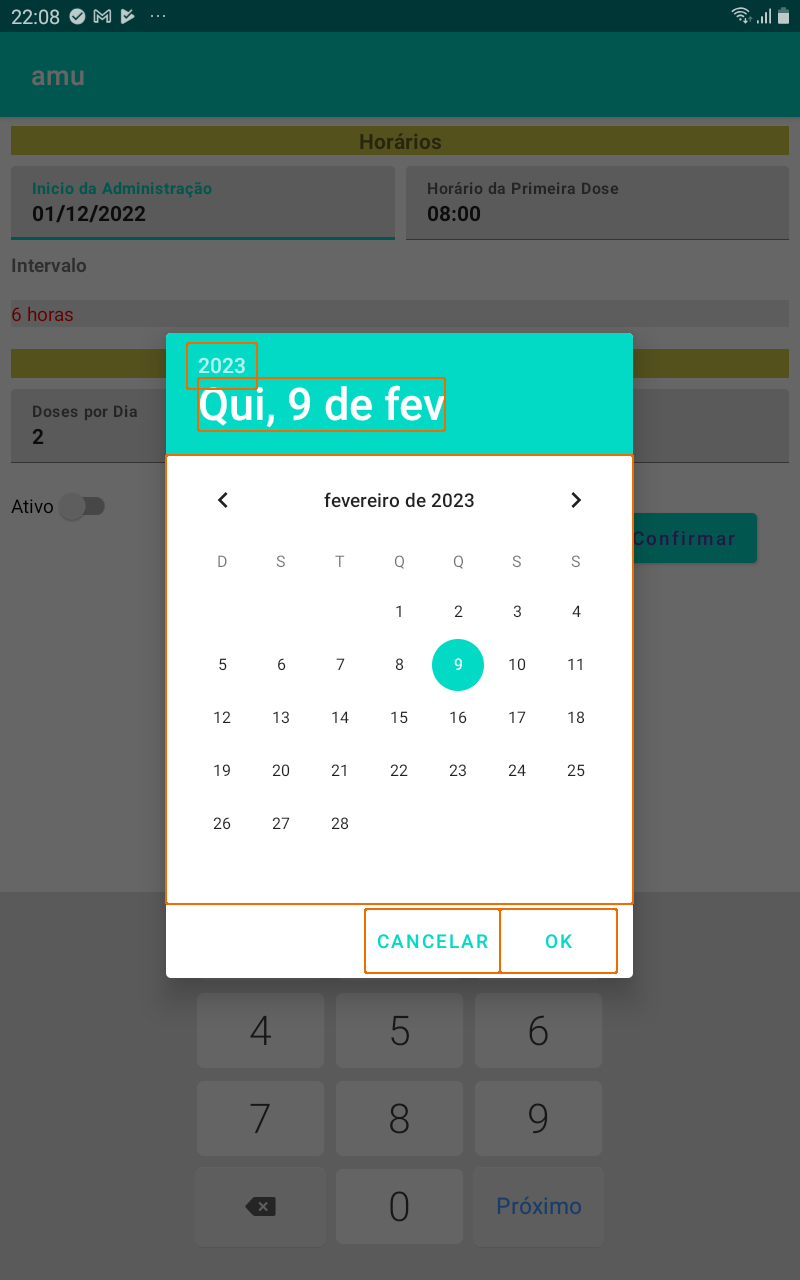 22:08
amu
Horários
Inicio da Administração
01/12/2022
Horário da Primeira Dose
08:00
Intervalo
6 horas
Doses por Dia
2
Ativo
Confirmar
2023
Qui, 9 de fev
fevereiro de 2023
D S T Q Q S S
1 2 3 4
5 6 7 8 9 10 11
12 13 14 15 16 17 18
19 20 21 22 23 24 25
26 27 28
CANCELAR OK
4 5 6
7 8 9
0 Próximo